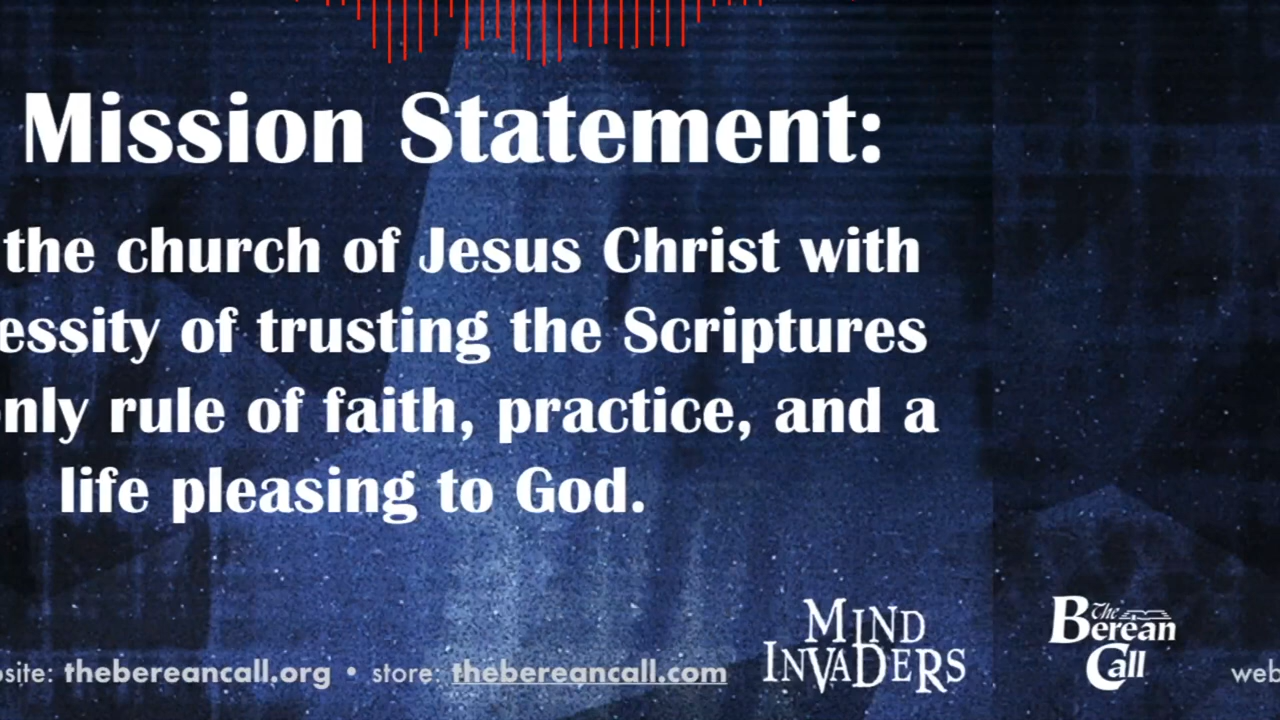 Mission Statement:
the church of Jesus Christ with
essity of trusting the Scriptures
only rule of faith, practice, and a
life pleasing to God.
MIND
INVADERS
The
Berean
Call
site: thebereancall.org • store: thebereancall.com
web